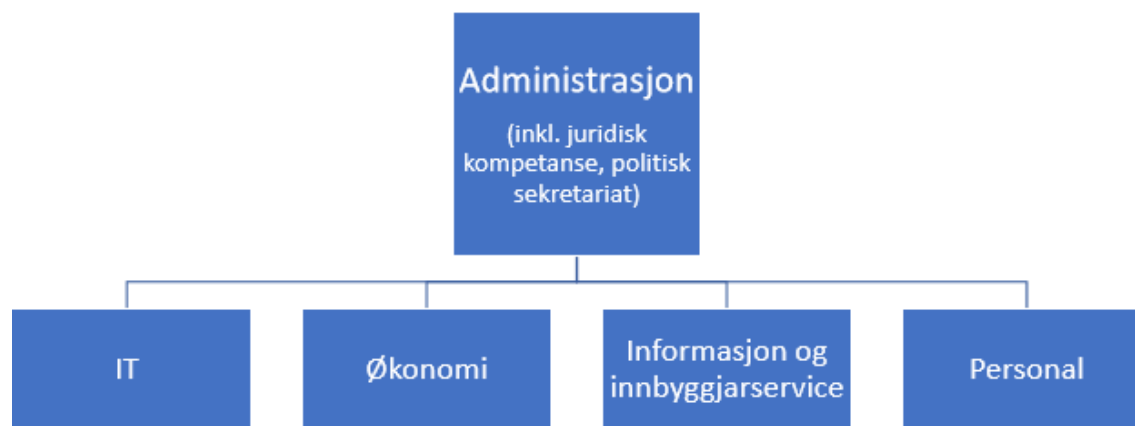 Administrasjon
(inkl. juridisk
kompetanse, politisk
sekretariat)
IT
Økonomi
Informasjon og
innbyggjarservice
Personal